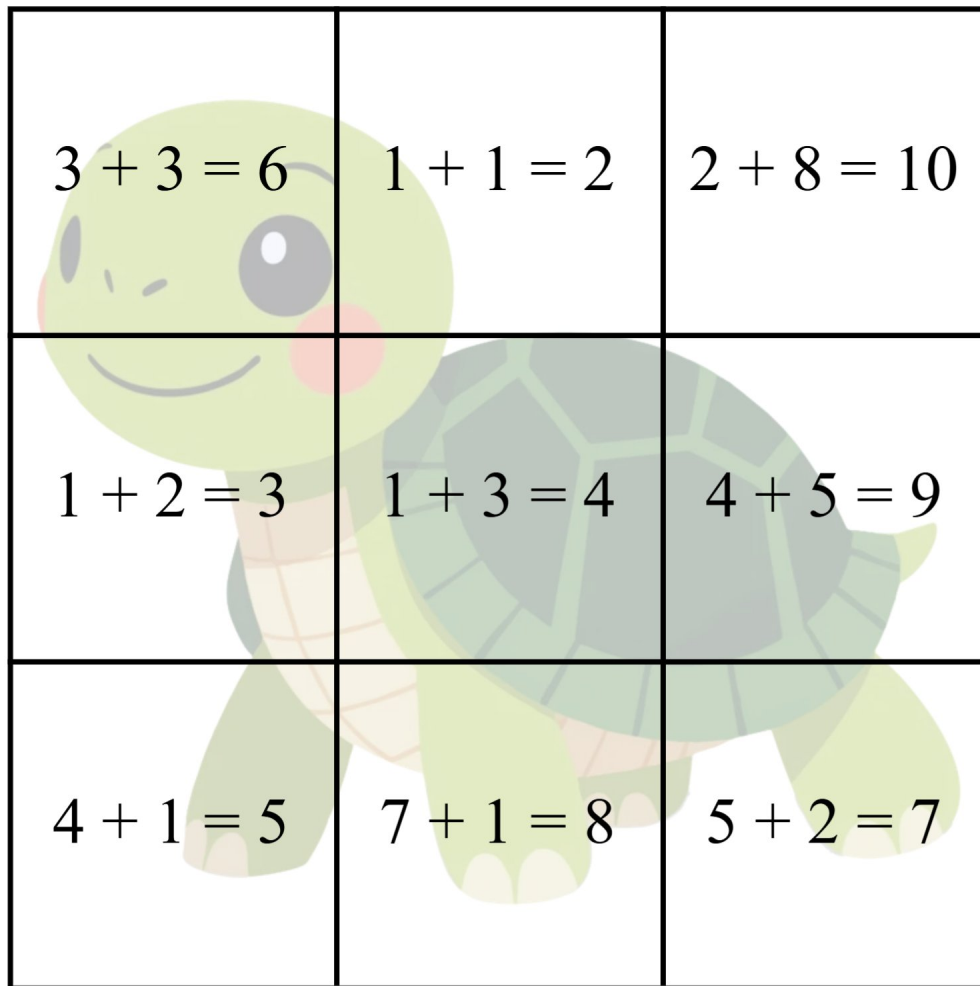 3 + 3 = 6
1 + 1 = 2
2 + 8 = 10
1 + 2 = 3
1 + 3 = 4
4 + 5 = 9
4 + 1 = 5
7 + 1 = 8
5 + 2 = 7